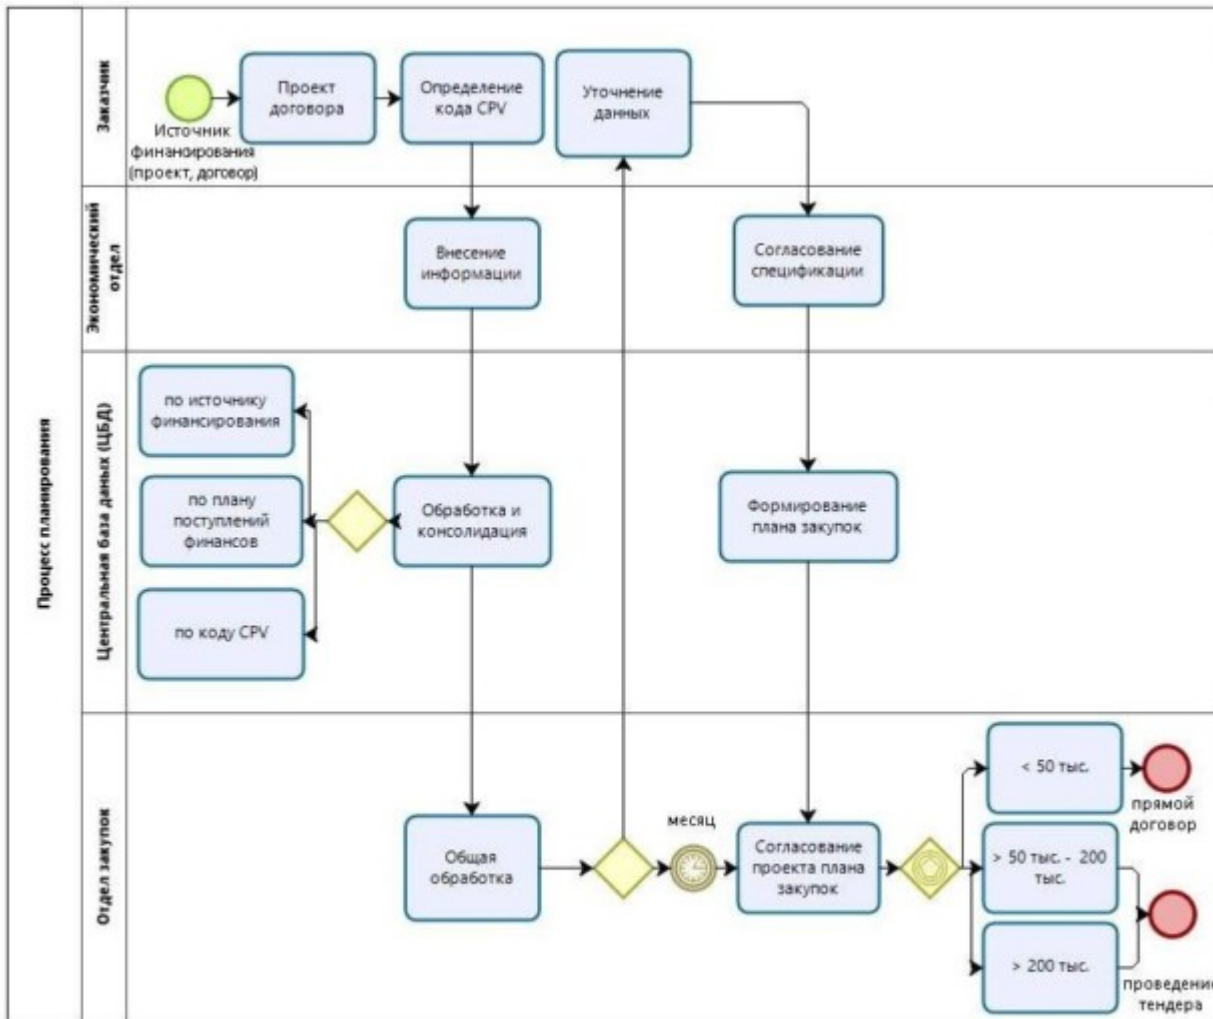 Процесс планирования
Заказчик
Источник
финансирования
(проект, договор)
Проект
договора
Определение
кода CPV
Уточнение
данных
Экономический
отдел
Внесение
информации
Согласование
спецификации
Центральная база даных (ЦБД)
по источнику
финансирования
по плану
поступлений
финансов
по коду CPV
Обработка и
консолидация
Формирование
плана закупок
Отдел закупок
Общая
обработка
месяц
Согласование
проекта плана
закупок
< 50 тыс.
прямой
договор
> 50 тыс. - 200
тыс.
> 200 тыс.
проведение
тендера